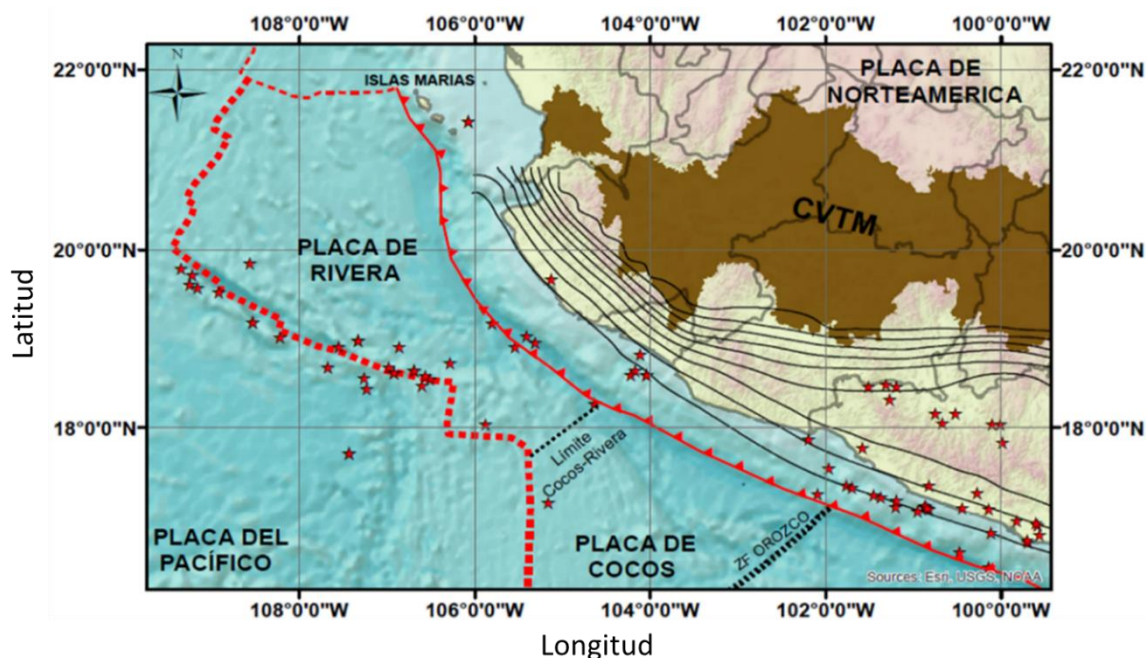 108°0'0"W
106°0'0"W
104°0'0"W
102°0'0"W
100°0'0"W
22°0'0"N
N
ISLAS MARIAS
PLACA DE
NORTEAMERICA
22°0'0"N
CVTM
20°0'0"N
PLACA DE
RIVERA
20°0'0"N
Latitud
18°0'0"N
Limite
Cocos-Rivera
18°0'0"N
PLACA DEL
PACÍFICO
PLACA DE
COCOS
ZF OROZCO
Sources: Esri, USGS, NOAA
108°0'0"W
106°0'0"W
104°0'0"W
102°0'0"W
100°0'0"W
Longitud